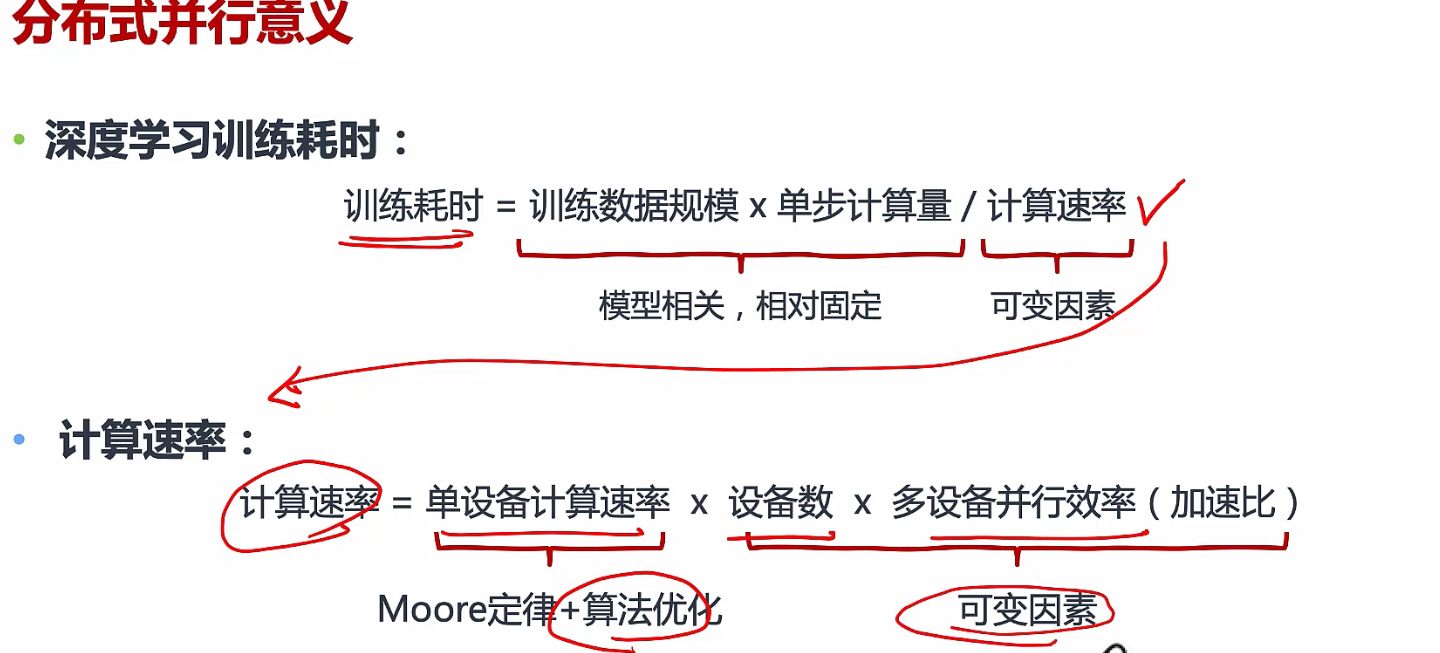 分布式并行意义
• 深度学习训练耗时：
训练耗时 = 训练数据规模 x 单步计算量 / 计算速率
模型相关，相对固定 可变因素
• 计算速率：
计算速率 = 单设备计算速率 x 设备数 x 多设备并行效率（加速比）
Moore定律+算法优化 可变因素